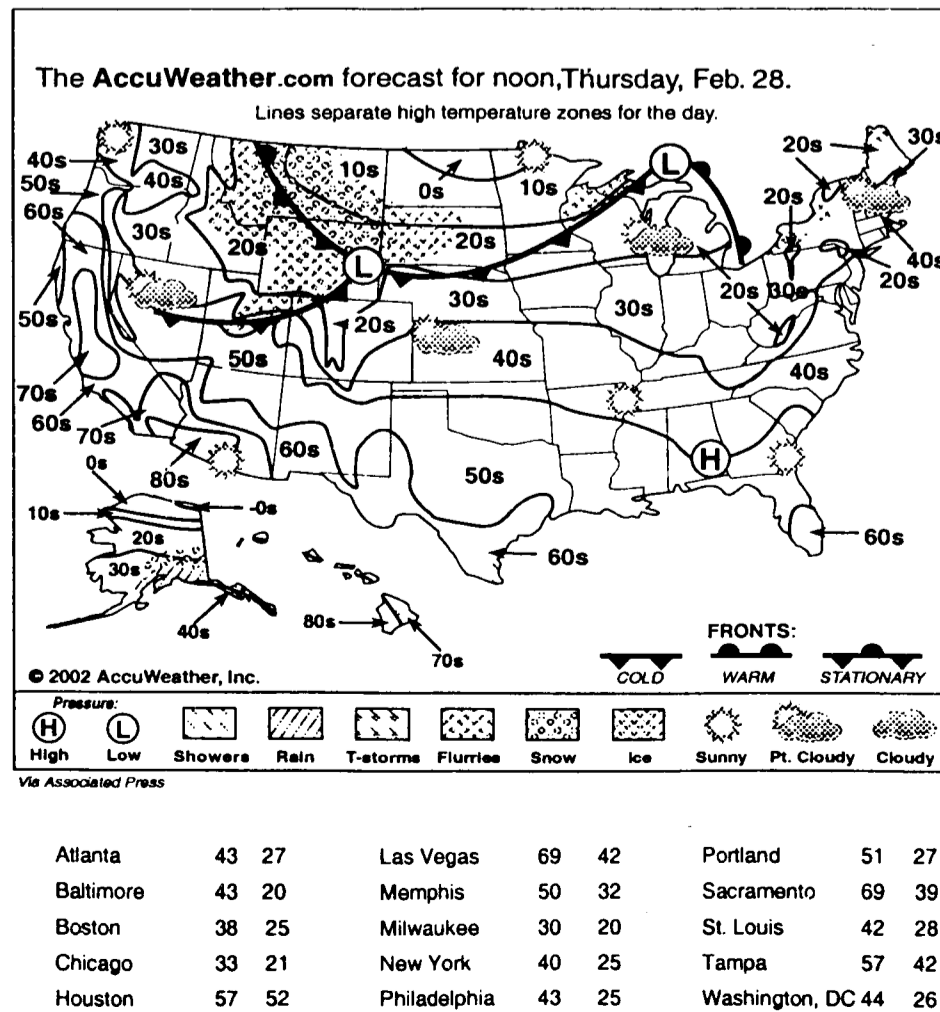 The AccuWeather.com forecast for noon,Thursday, Feb. 28.
Lines separate high temperature zones for the day.
30s 40s 40s 50s 60s 30s 50s 70s 60s 70s 80s
10s 0s 10s 20s 20s L L
20s 30s 20s 40s 20s 30s 20s
50s 20s 30s 40s 30s 40s
60s 50s H 60s 60s
0s -0s 10s 20s 30s 40s
80s 70s
FRONTS:
COLD WARM STATIONARY
© 2002 AccuWeather, Inc.
Pressure:
H L
High Low Showers Rain T-storms Flurries Snow Ice Sunny Pt. Cloudy Cloudy
Via Associated Press
Atlanta 43 27 Las Vegas 69 42 Portland 51 27
Baltimore 43 20 Memphis 50 32 Sacramento 69 39
Boston 38 25 Milwaukee 30 20 St. Louis 42 28
Chicago 33 21 New York 40 25 Tampa 57 42
Houston 57 52 Philadelphia 43 25 Washington, DC 44 26